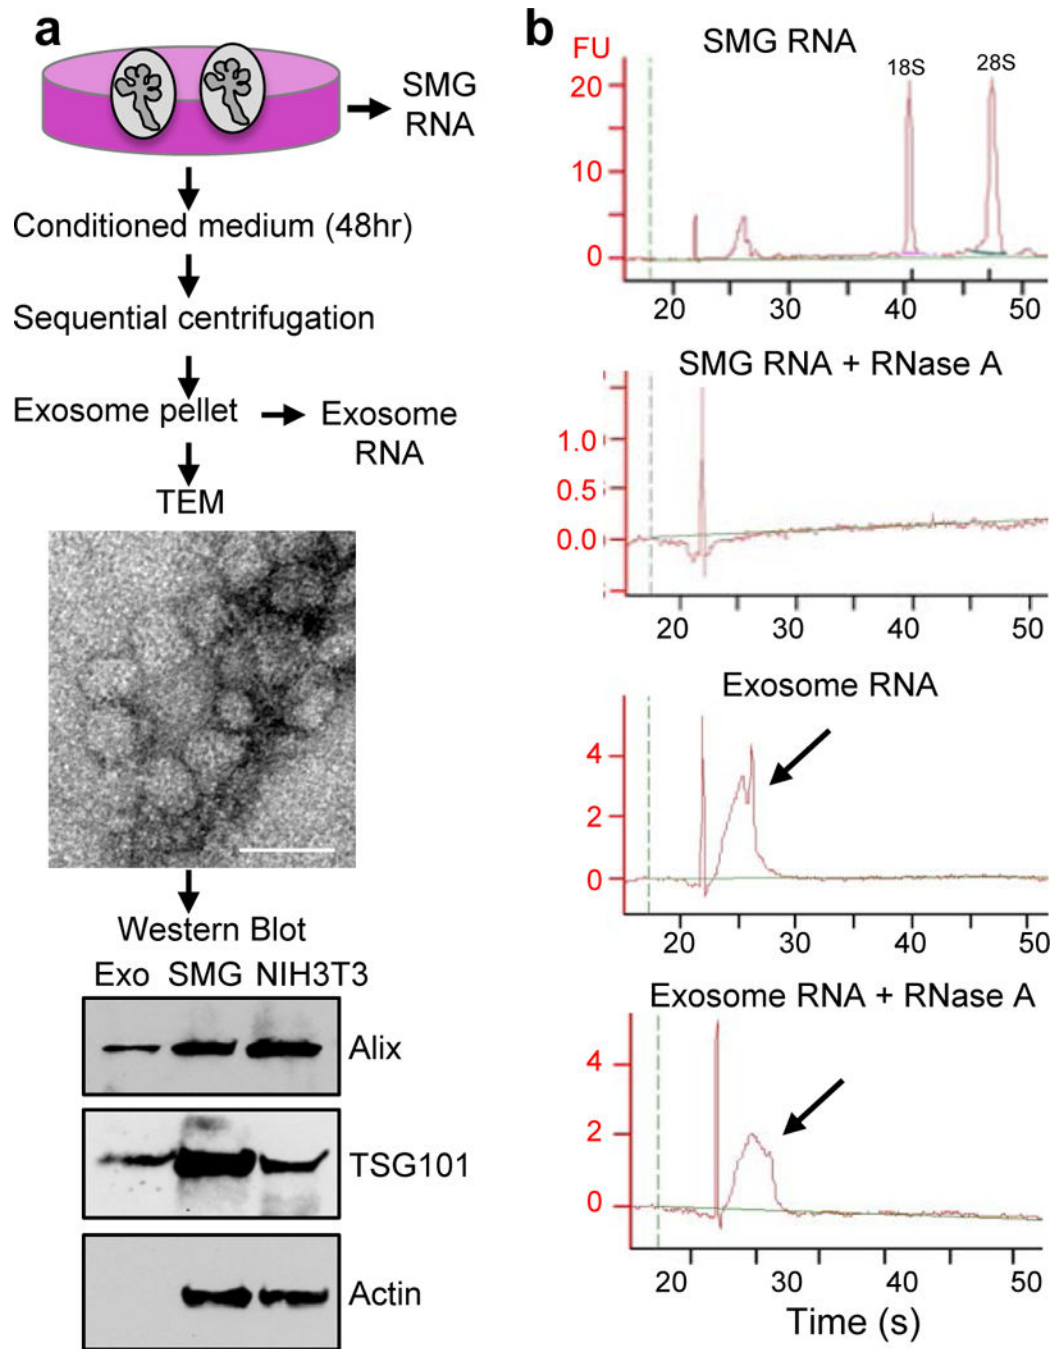 a
SMG
RNA
Conditioned medium (48hr)
Sequential centrifugation
Exosome pellet
Exosome
RNA
TEM
Western Blot
Exo SMG NIH3T3
Alix
TSG101
Actin
b
FU
SMG RNA
18S
28S
20
10
0
20 30 40 50
SMG RNA + RNase A
1.0
0.5
0.0
20 30 40 50
Exosome RNA
4
2
0
20 30 40 50
Exosome RNA + RNase A
4
2
0
20 30 40 50
Time (s)